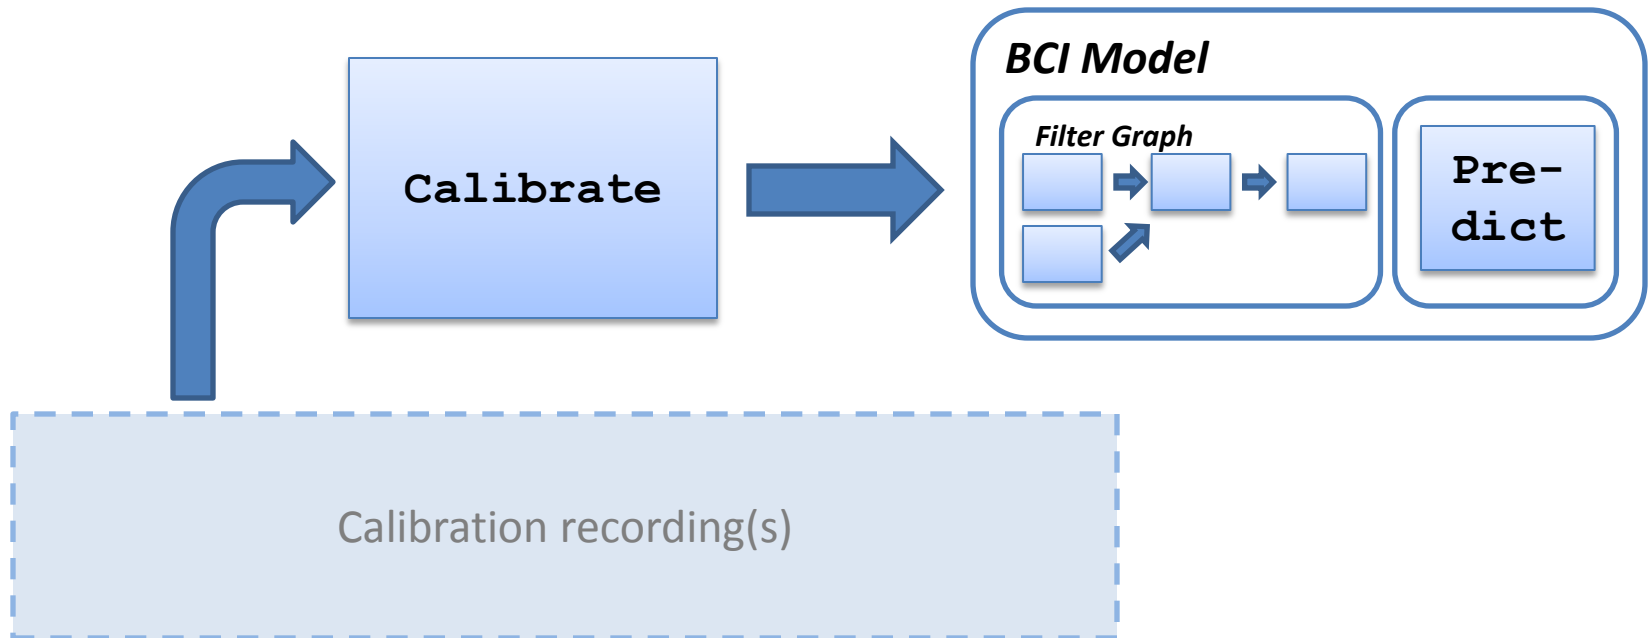 BCI Model
Filter Graph
Calibrate
Pre-
dict
Calibration recording(s)